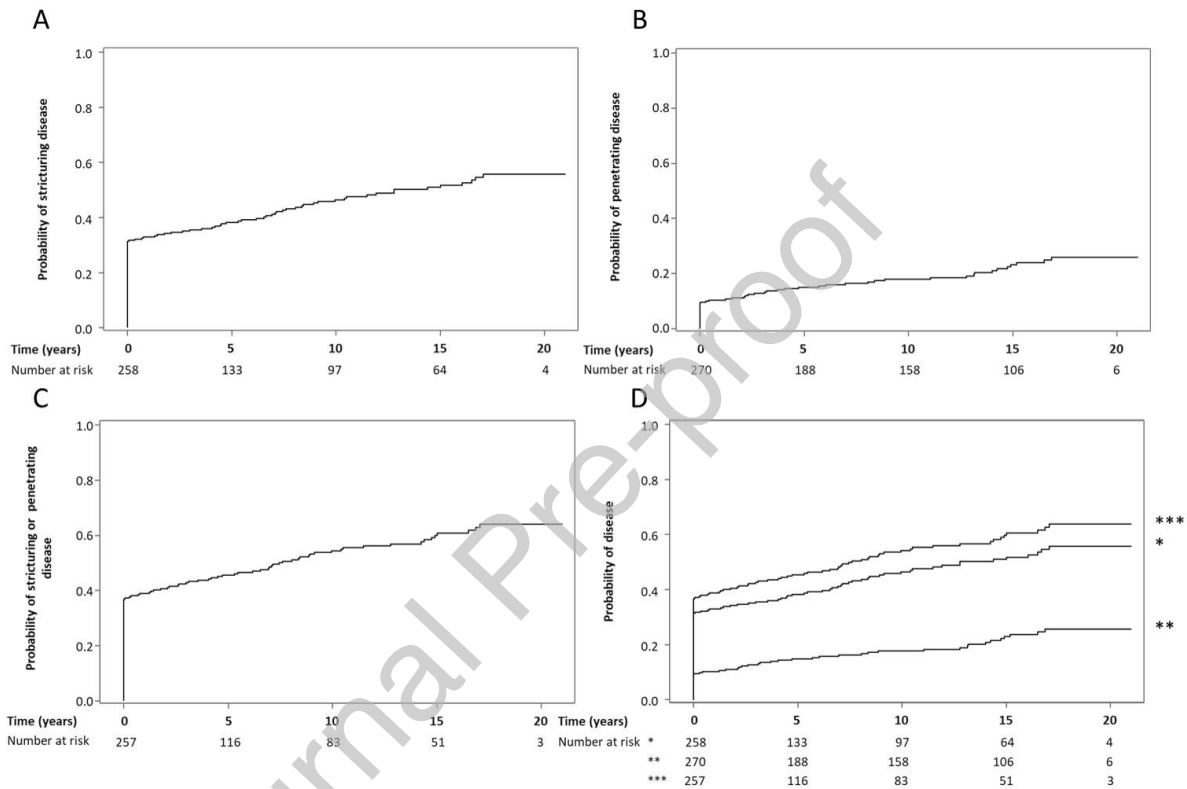 A
Probability of stricturing disease
1.0
0.8
0.6
0.4
0.2
0.0
Time (years) 0 5 10 15 20
Number at risk 258 133 97 64 4
B
Probability of penetrating disease
1.0
0.8
0.6
0.4
0.2
0.0
Time (years) 0 5 10 15 20
Number at risk 270 188 158 106 6
C
Probability of stricturing or penetrating
disease
1.0
0.8
0.6
0.4
0.2
0.0
Time (years) 0 5 10 15 20
Number at risk 257 116 83 51 3
D
Probability of disease
1.0
0.8
0.6
0.4
0.2
0.0
***
*
**
Time (years) 0 5 10 15 20
Number at risk * 258 133 97 64 4
** 270 188 158 106 6
*** 257 116 83 51 3
urnal Pre-proof